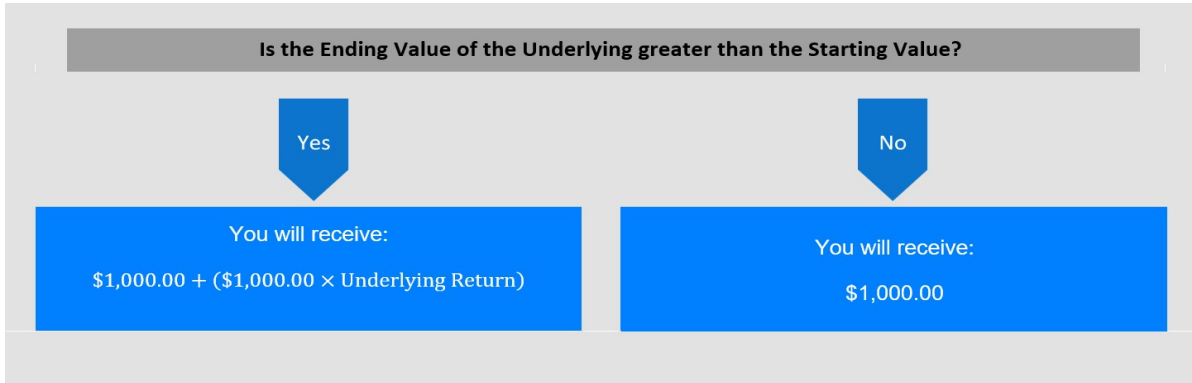 Is the Ending Value of the Underlying greater than the Starting Value?
Yes
No
You will receive:
$1,000.00 + ($1,000.00 × Underlying Return)
You will receive:
$1,000.00